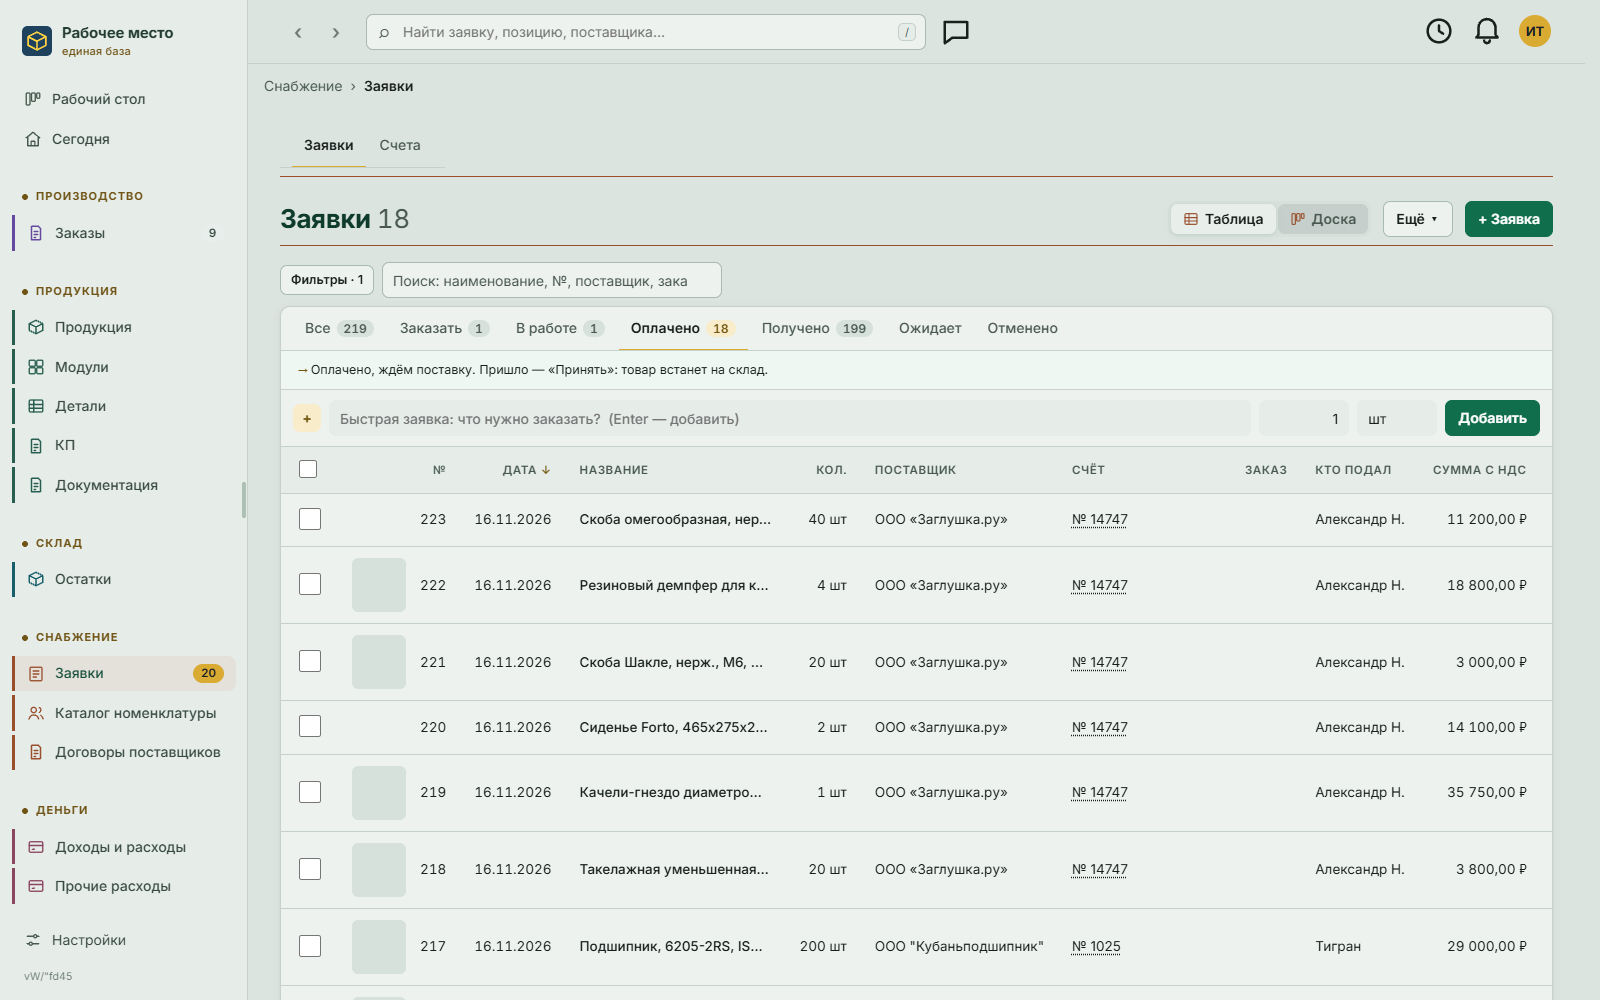 Рабочее место
единая база
Рабочий стол
Сегодня
ПРОИЗВОДСТВО
Заказы 9
ПРОДУКЦИЯ
Продукция
Модули
Детали
КП
Документация
СКЛАД
Остатки
СНАБЖЕНИЕ
Заявки 20
Каталог номенклатуры
Договоры поставщиков
ДЕНЬГИ
Доходы и расходы
Прочие расходы
Настройки
vW/"fd45
Найти заявку, позицию, поставщика... /
ИТ
Снабжение › Заявки
Заявки Счета
Заявки 18
Таблица Доска Ещё ▾ + Заявка
Фильтры · 1 Поиск: наименование, №, поставщик, зака
Все 219 Заказать 1 В работе 1 Оплачено 18 Получено 199 Ожидает Отменено
→ Оплачено, ждём поставку. Пришло — «Принять»: товар встанет на склад.
+ Быстрая заявка: что нужно заказать? (Enter — добавить) 1 шт Добавить
№ ДАТА ↓ НАЗВАНИЕ КОЛ. ПОСТАВЩИК СЧЁТ ЗАКАЗ КТО ПОДАЛ СУММА С НДС
223 16.11.2026 Скоба омегообразная, нер... 40 шт ООО «Заглушка.ру» № 14747 Александр Н. 11 200,00 ₽
222 16.11.2026 Резиновый демпфер для к... 4 шт ООО «Заглушка.ру» № 14747 Александр Н. 18 800,00 ₽
221 16.11.2026 Скоба Шакле, нерж., М6, ... 20 шт ООО «Заглушка.ру» № 14747 Александр Н. 3 000,00 ₽
220 16.11.2026 Сиденье Forto, 465х275х2... 2 шт ООО «Заглушка.ру» № 14747 Александр Н. 14 100,00 ₽
219 16.11.2026 Качели-гнездо диаметро... 1 шт ООО «Заглушка.ру» № 14747 Александр Н. 35 750,00 ₽
218 16.11.2026 Такелажная уменьшенная... 20 шт ООО «Заглушка.ру» № 14747 Александр Н. 3 800,00 ₽
217 16.11.2026 Подшипник, 6205-2RS, IS... 200 шт ООО "Кубаньподшипник" № 1025 Тигран 29 000,00 ₽